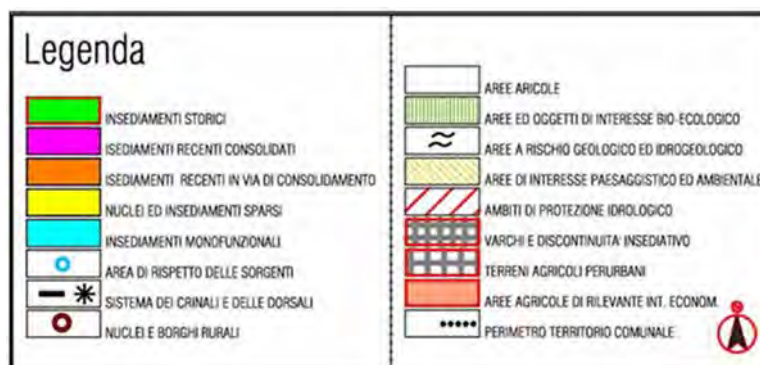 Legenda
INSEDIAMENTI STORICI
ISEDIAMENTI RECENTI CONSOLIDATI
ISEDIAMENTI RECENTI IN VIA DI CONSOLIDAMENTO
NUCLEI ED INSEDIAMENTI SPARSI
INSEDIAMENTI MONOFUNZIONALI
AREA DI RISPETTO DELLE SORGENTI
SISTEMA DEI CRINALI E DELLE DORSALI
NUCLEI E BORGHI RURALI
AREE ARICOLE
AREE ED OGGETTI DI INTERESSE BIO-ECOLOGICO
AREE A RISCHIO GEOLOGICO ED IDROGEOLOGICO
AREE DI INTERESSE PAESAGGISTICO ED AMBIENTALE
AMBITI DI PROTEZIONE IDROLOGICO
VARCHI E DISCONTINUITA' INSEDIATIVO
TERRENI AGRICOLI PERURBANI
AREE AGRICOLE DI RILEVANTE INT. ECONOM.
PERIMETRO TERRITORIO COMUNALE